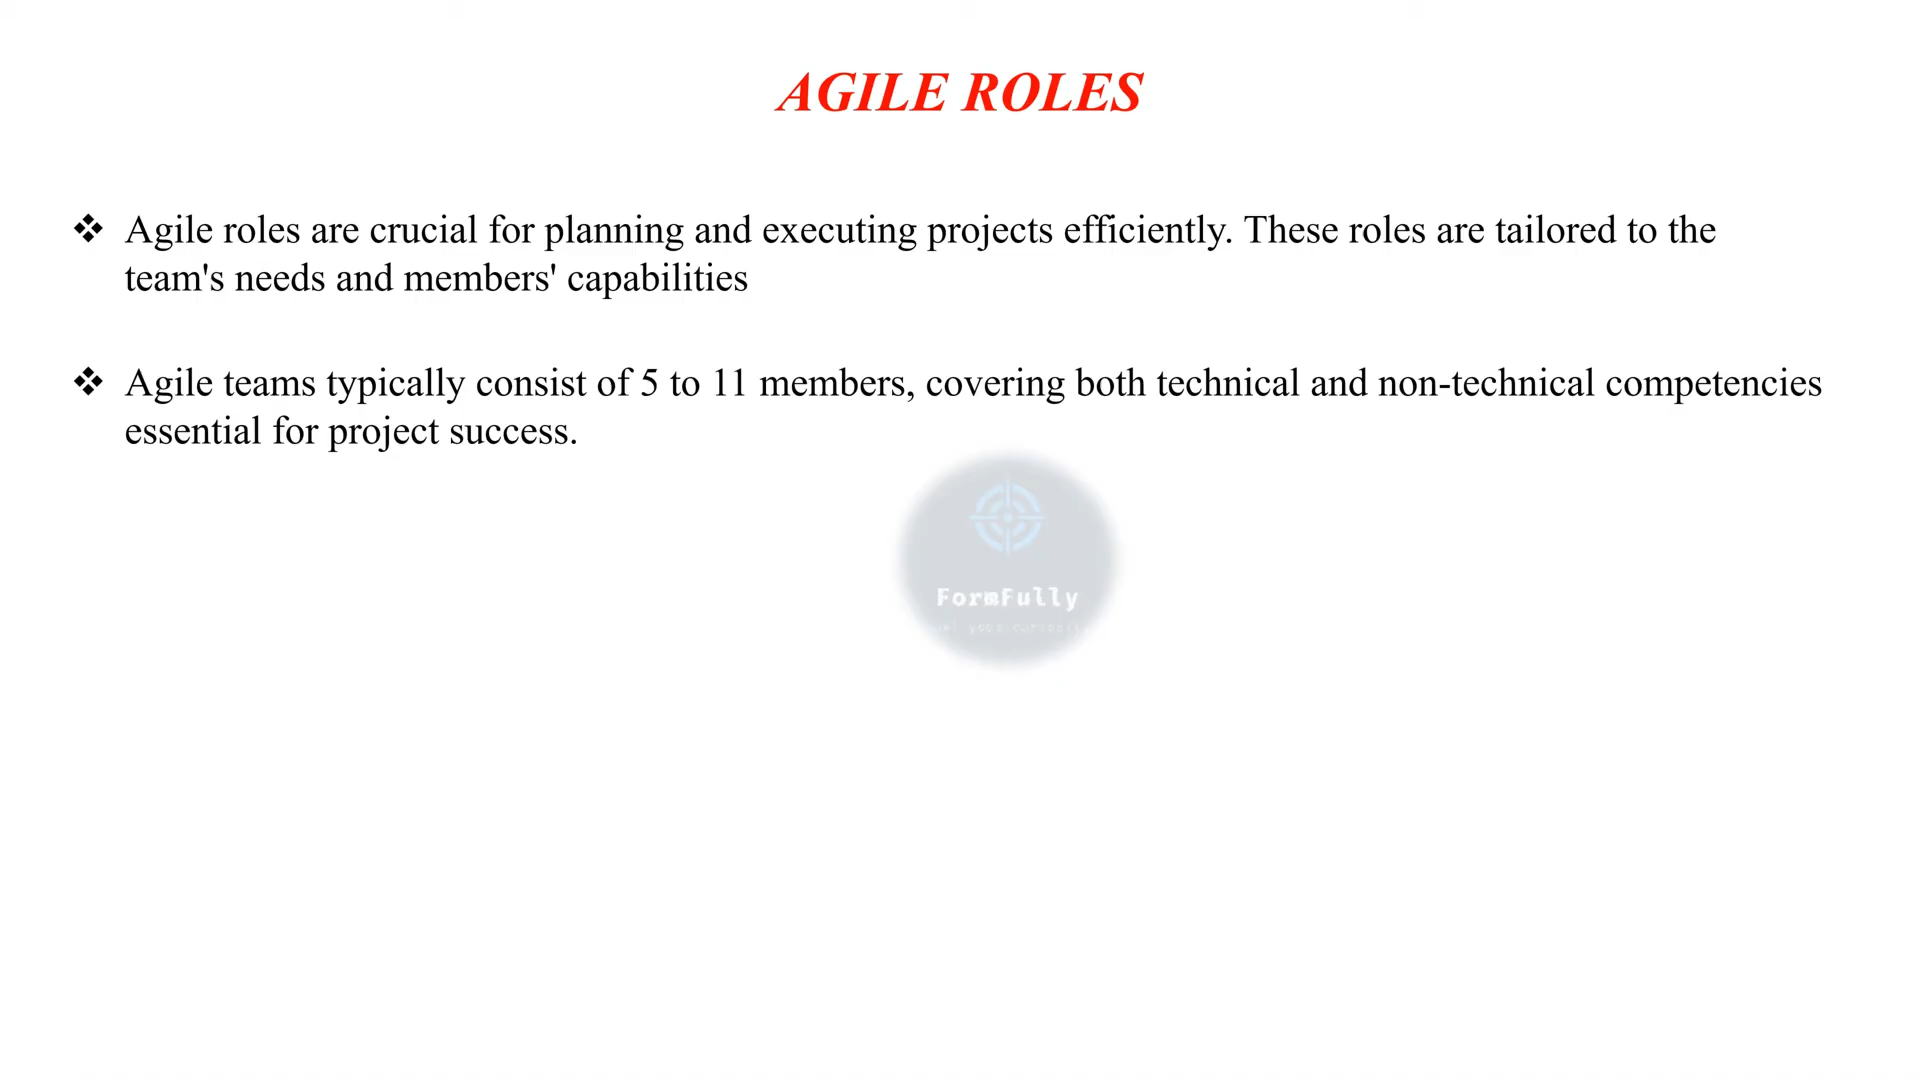 AGILE ROLES
❖ Agile roles are crucial for planning and executing projects efficiently. These roles are tailored to the
team's needs and members' capabilities
❖ Agile teams typically consist of 5 to 11 members, covering both technical and non-technical competencies
essential for project success.
FormFully